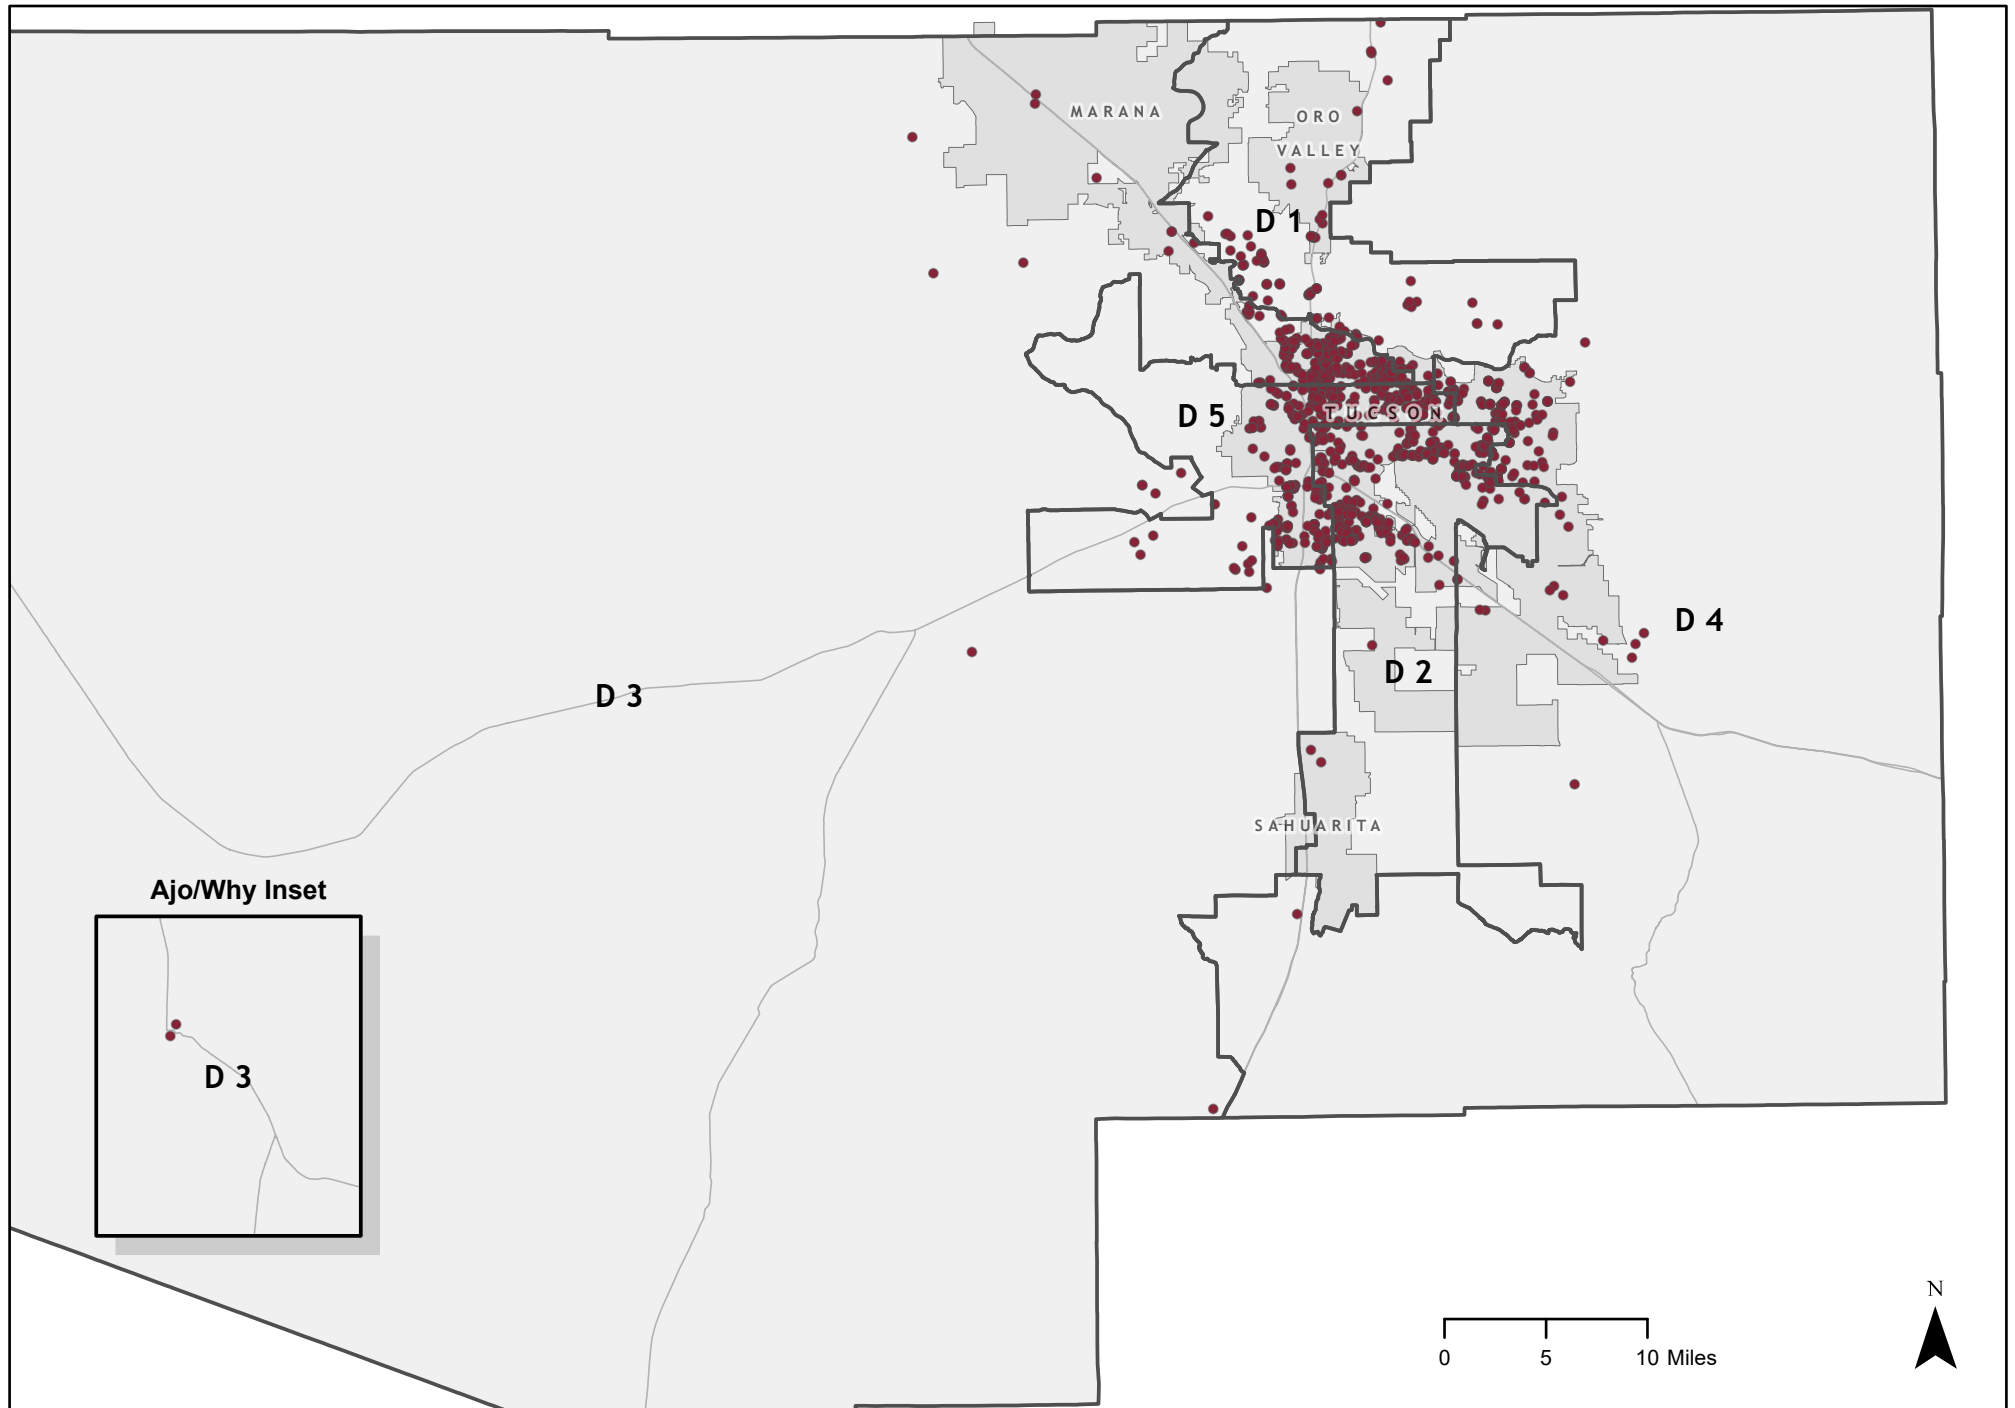 MARANA
ORO
VALLEY
D 1
D 5
TUCSON
D 4
D 2
D 3
SAHUARITA
Ajo/Why Inset
D 3
N
0 5 10 Miles